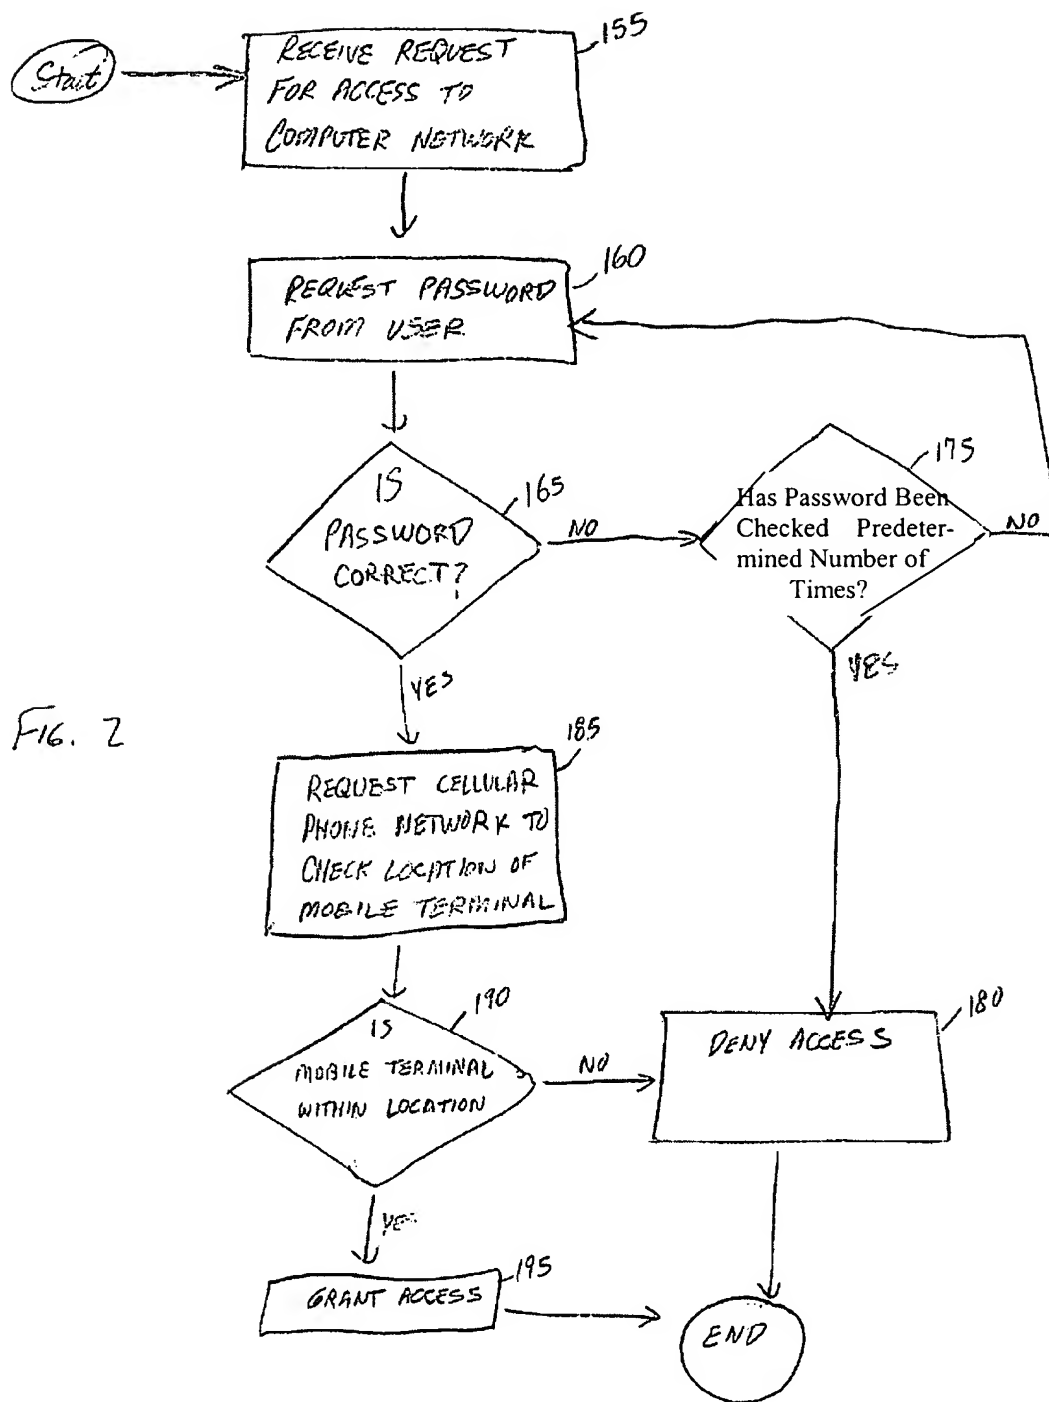 Start
RECEIVE REQUEST
FOR ACCESS TO
COMPUTER NETWORK
155
REQUEST PASSWORD
FROM USER
160
IS
PASSWORD
CORRECT?
165
NO
Has Password Been
Checked Predeter-
mined Number of
Times?
175
NO
YES
YES
FIG. 2
REQUEST CELLULAR
PHONE NETWORK TO
CHECK LOCATION OF
MOBILE TERMINAL
185
IS
MOBILE TERMINAL
WITHIN LOCATION
190
NO
DENY ACCESS
180
YES
GRANT ACCESS
195
END